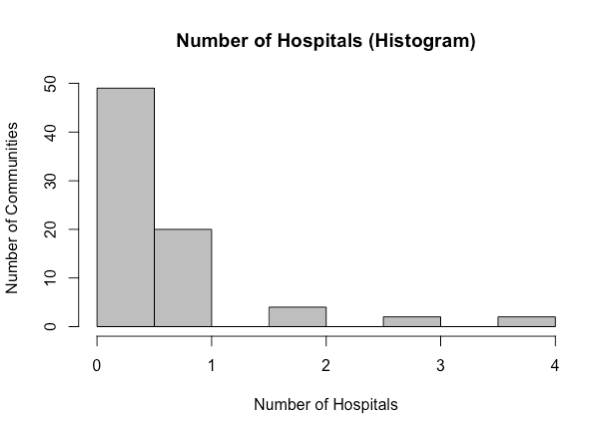 Number of Hospitals (Histogram)
Number of Communities
50
40
30
20
10
0
0 1 2 3 4
Number of Hospitals